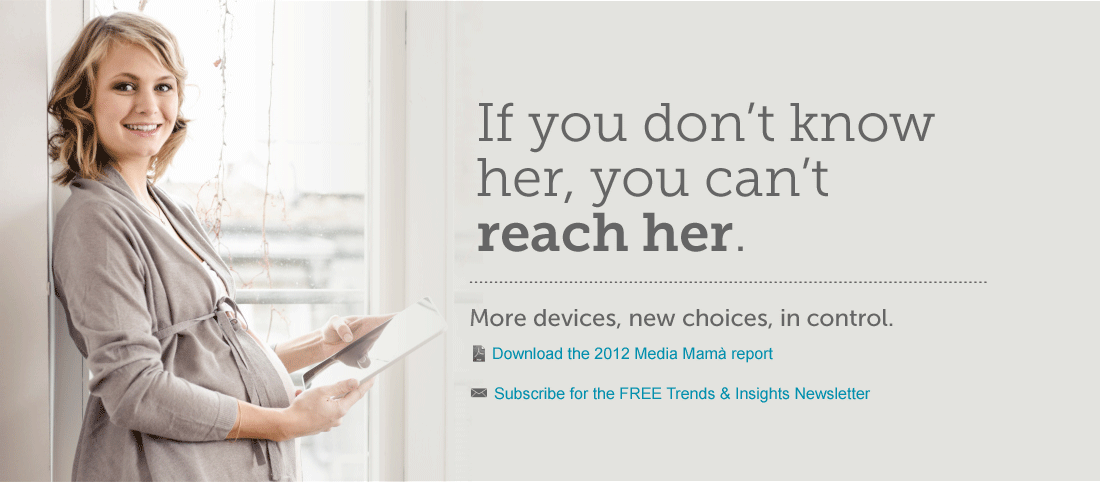 If you don’t know
her, you can’t
reach her.
More devices, new choices, in control.
Download the 2012 Media Mamà report
Subscribe for the FREE Trends & Insights Newsletter